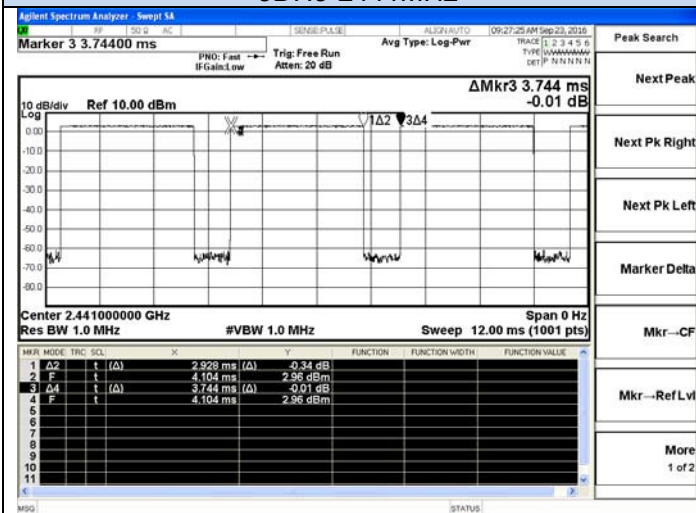 Agilent Spectrum Analyzer - Swept SA
RF 50 Ω AC SENSE:PULSE ALIGN AUTO 09:27:25 AM Sep 23, 2016
Marker 3 3.74400 ms
PNO: Fast
IFGain:Low
Trig: Free Run
Atten: 20 dB
Avg Type: Log-Pwr
TRACE 1 2 3 4 5 6
TYPE
DET P N N N N N
ΔMkr3 3.744 ms
-0.01 dB
10 dB/div Ref 10.00 dBm
Log
0.00
-10.0
-20.0
-30.0
-40.0
-50.0
-60.0
-80.0
1Δ2 3Δ4
Center 2.441000000 GHz Span 0 Hz
Res BW 1.0 MHz #VBW 1.0 MHz Sweep 12.00 ms (1001 pts)
MKR MODE TRC SCL X Y FUNCTION FUNCTION WIDTH FUNCTION VALUE
1 Δ2 t (Δ) 2.928 ms (Δ) -0.34 dB
2 F t 4.104 ms 2.96 dBm
3 Δ4 t (Δ) 3.744 ms (Δ) -0.01 dB
4 F t 4.104 ms 2.96 dBm
5
6
7
8
9
10
11
MSG STATUS
Peak Search
Next Peak
Next Pk Right
Next Pk Left
Marker Delta
Mkr→CF
Mkr→Ref Lvl
More
1 of 2